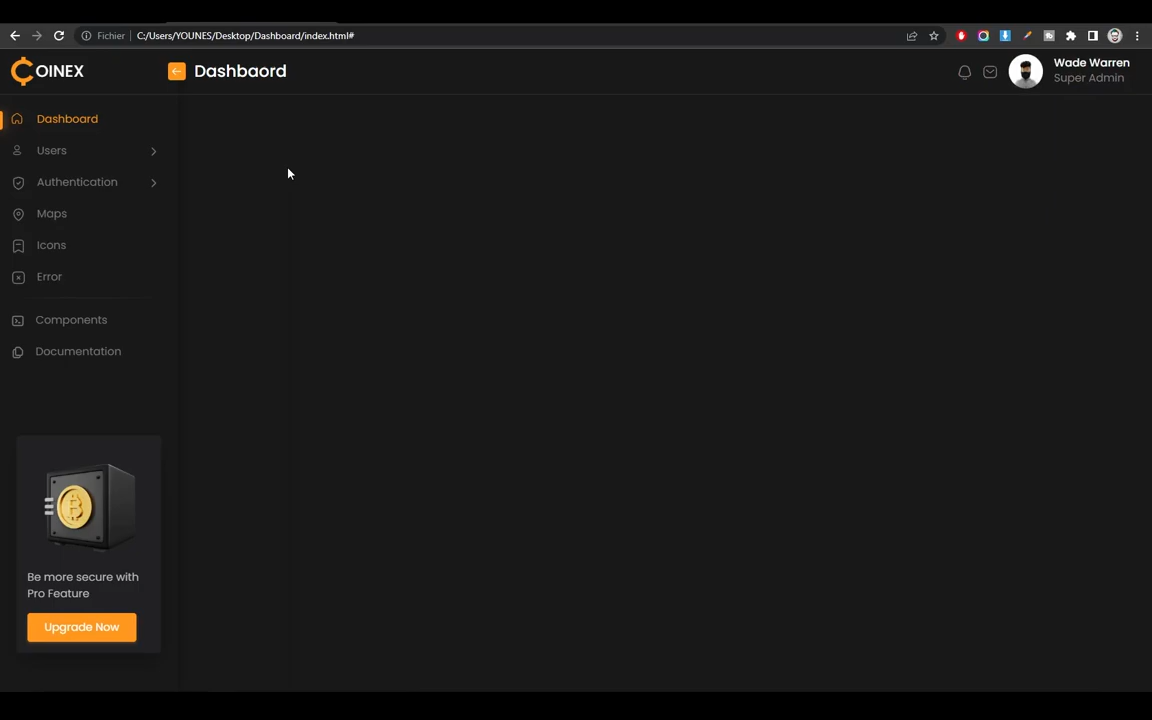 Fichier C:/Users/YOUNES/Desktop/Dashboard/index.html#
OINEX
Dashbaord
Wade Warren
Super Admin
Dashboard
Users
Authentication
Maps
Icons
Error
Components
Documentation
Be more secure with
Pro Feature
Upgrade Now